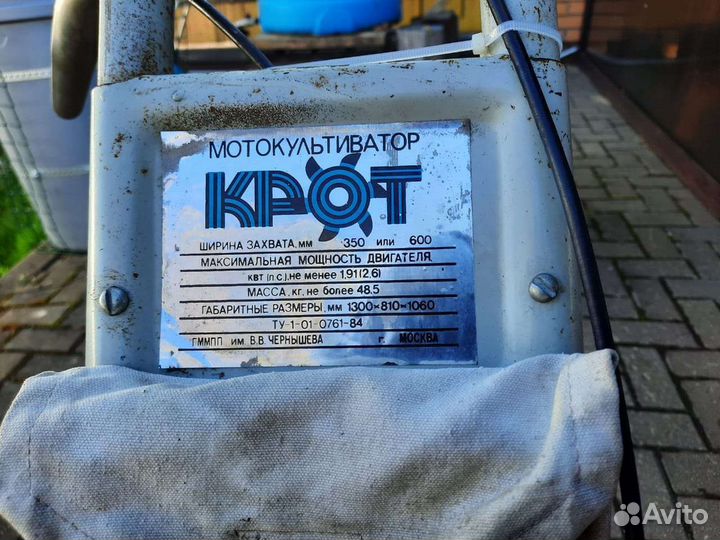 МОТОКУЛЬТИВАТОР
КРОТ
ШИРИНА ЗАХВАТА, ММ 350 ИЛИ 600
МАКСИМАЛЬНАЯ МОЩНОСТЬ ДВИГАТЕЛЯ,
КВТ (Л С), НЕ МЕНЕЕ 1,91 (2.6)
МАССА, КГ, НЕ БОЛЕЕ 48.5
ГАБАРИТНЫЕ РАЗМЕРЫ, ММ 1300×810×1060
ТУ-1-01-0761-84
ГММПП ИМ. В.В. ЧЕРНЫШЕВА г. МОСКВА
Avito